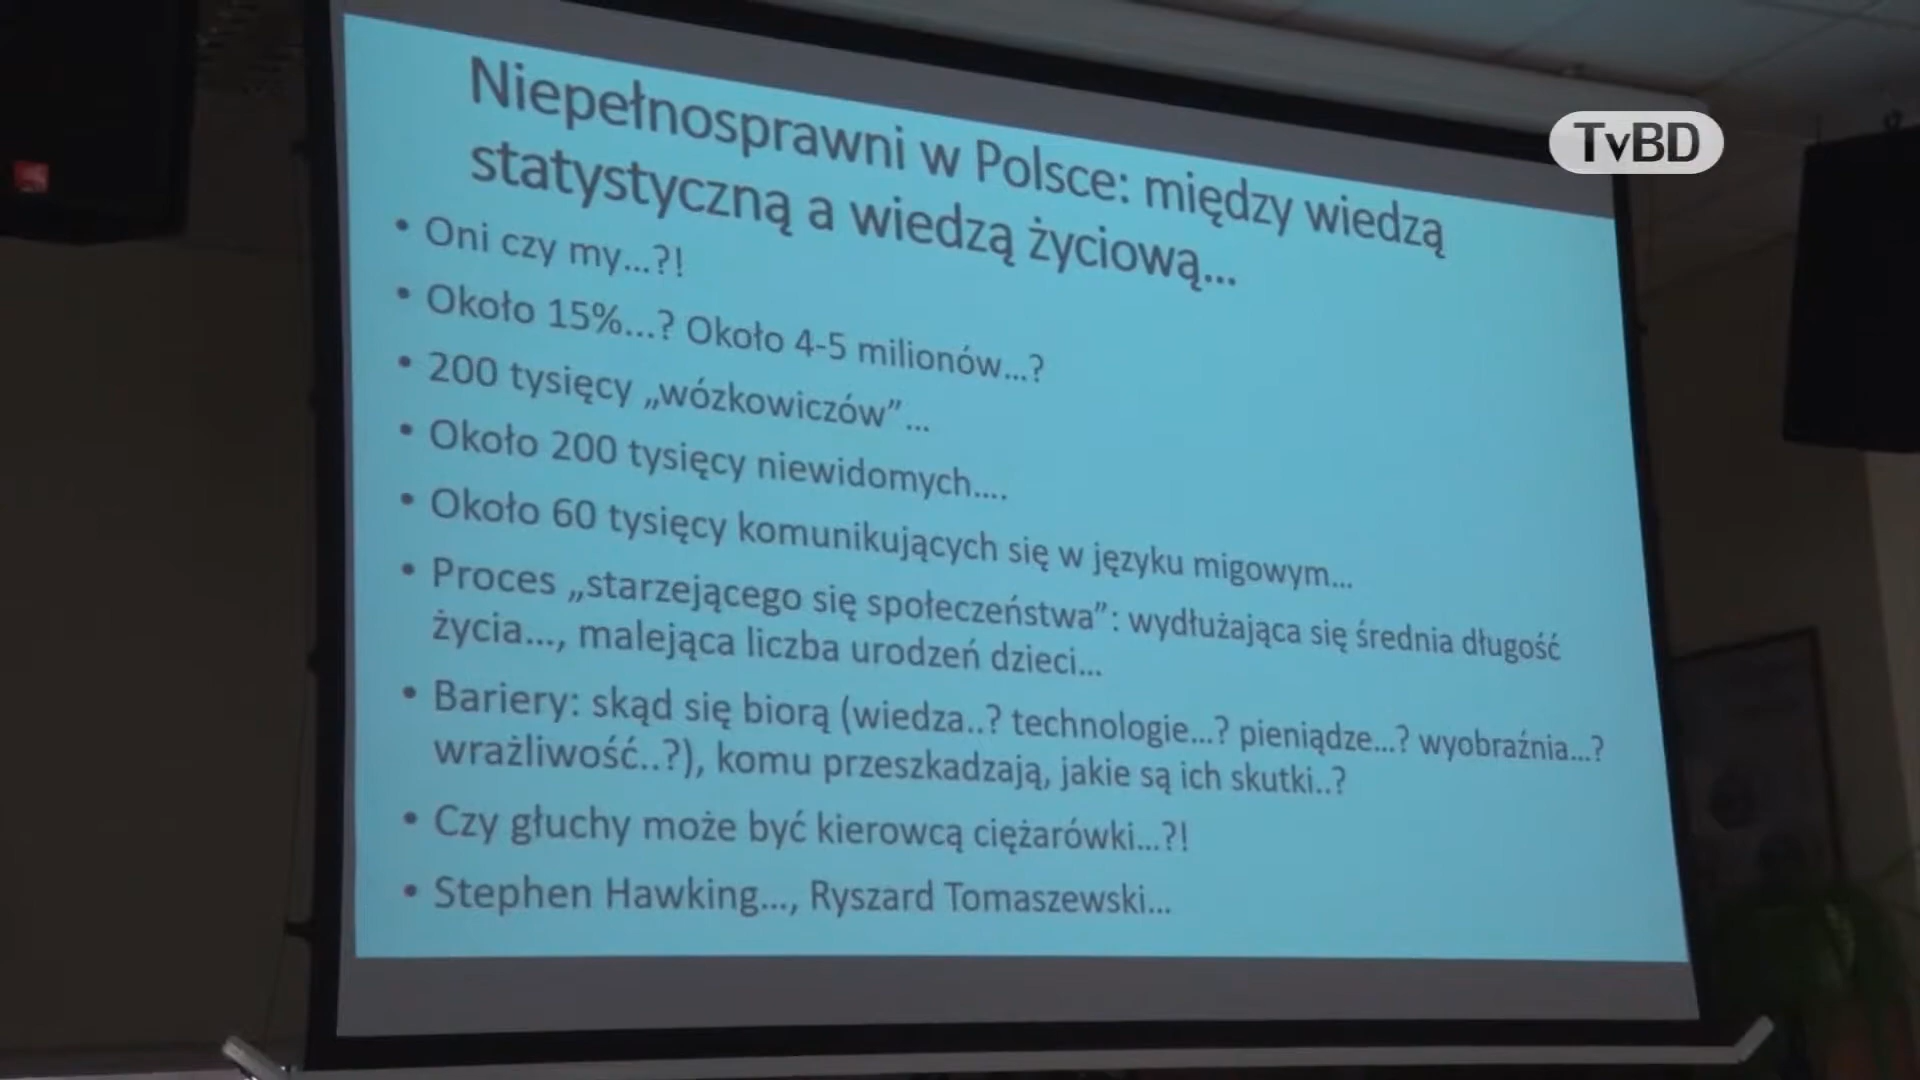 TvBD
Niepełnosprawni w Polsce: między wiedzą
statystyczną a wiedzą życiową...
• Oni czy my...?!
• Około 15%...? Około 4-5 milionów...?
• 200 tysięcy „wózkowiczów”...
• Około 200 tysięcy niewidomych....
• Około 60 tysięcy komunikujących się w języku migowym...
• Proces „starzejącego się społeczeństwa”: wydłużająca się średnia długość
życia..., malejąca liczba urodzeń dzieci...
• Bariery: skąd się biorą (wiedza..? technologie...? pieniądze...? wyobraźnia...?
wrażliwość..?), komu przeszkadzają, jakie są ich skutki..?
• Czy głuchy może być kierowcą ciężarówki...?!
• Stephen Hawking..., Ryszard Tomaszewski...